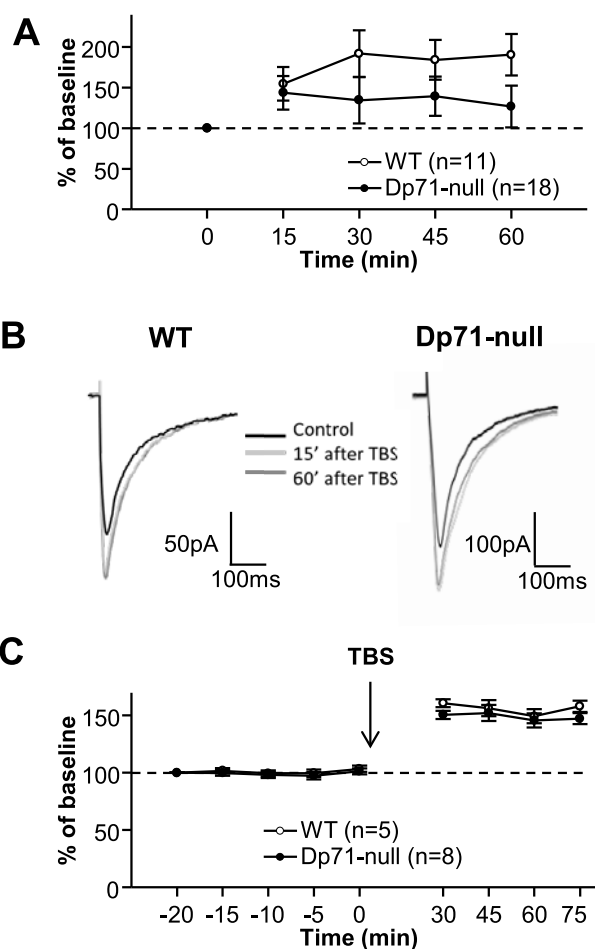 A
% of baseline
200
150
100
50
0
WT (n=11)
Dp71-null (n=18)
0 15 30 45 60
Time (min)
B
WT Dp71-null
Control
15' after TBS
60' after TBS
50pA
100ms
100pA
100ms
C
TBS
% of baseline
150
100
50
0
WT (n=5)
Dp71-null (n=8)
-20 -15 -10 -5 0 30 45 60 75
Time (min)